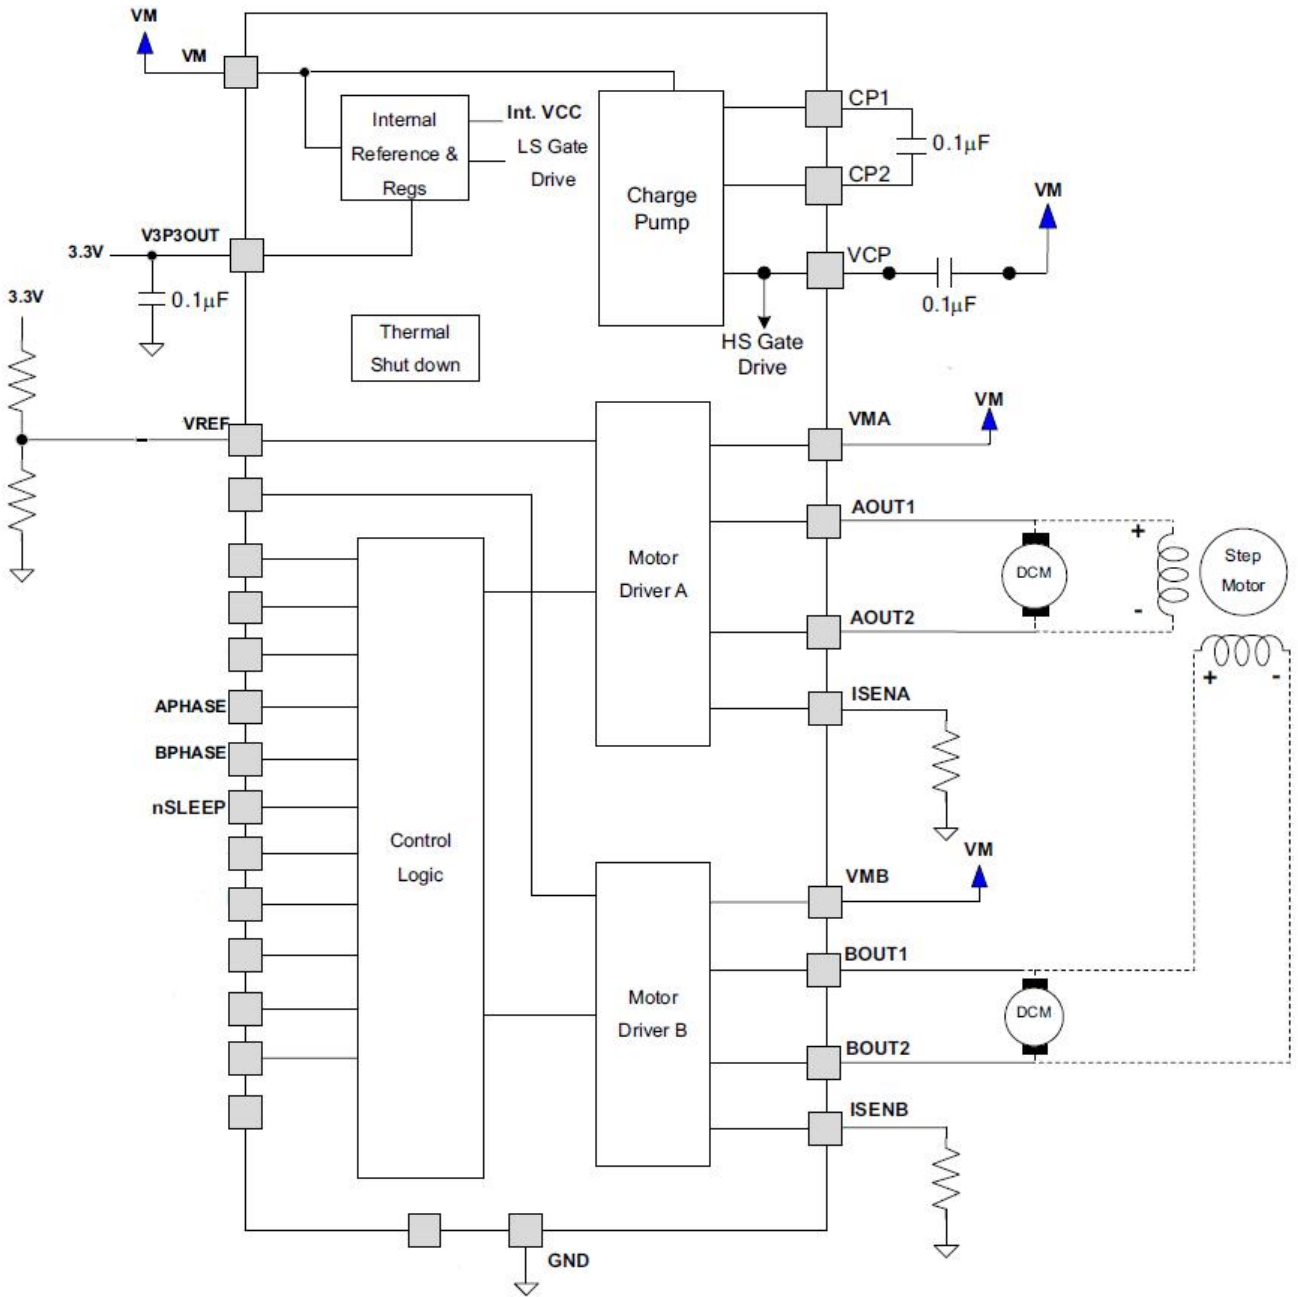 VM
VM
Internal
Reference &
Regs
Int. VCC
LS Gate
Drive
Charge
Pump
CP1
0.1µF
CP2
VM
VCP
0.1µF
HS Gate
Drive
V3P3OUT
3.3V
0.1µF
3.3V
Thermal
Shut down
VREF
VMA
VM
AOUT1
Motor
Driver A
DCM
+
-
Step
Motor
AOUT2
+
-
ISENA
APHASE
BPHASE
nSLEEP
Control
Logic
VM
VMB
BOUT1
Motor
Driver B
DCM
BOUT2
ISENB
GND